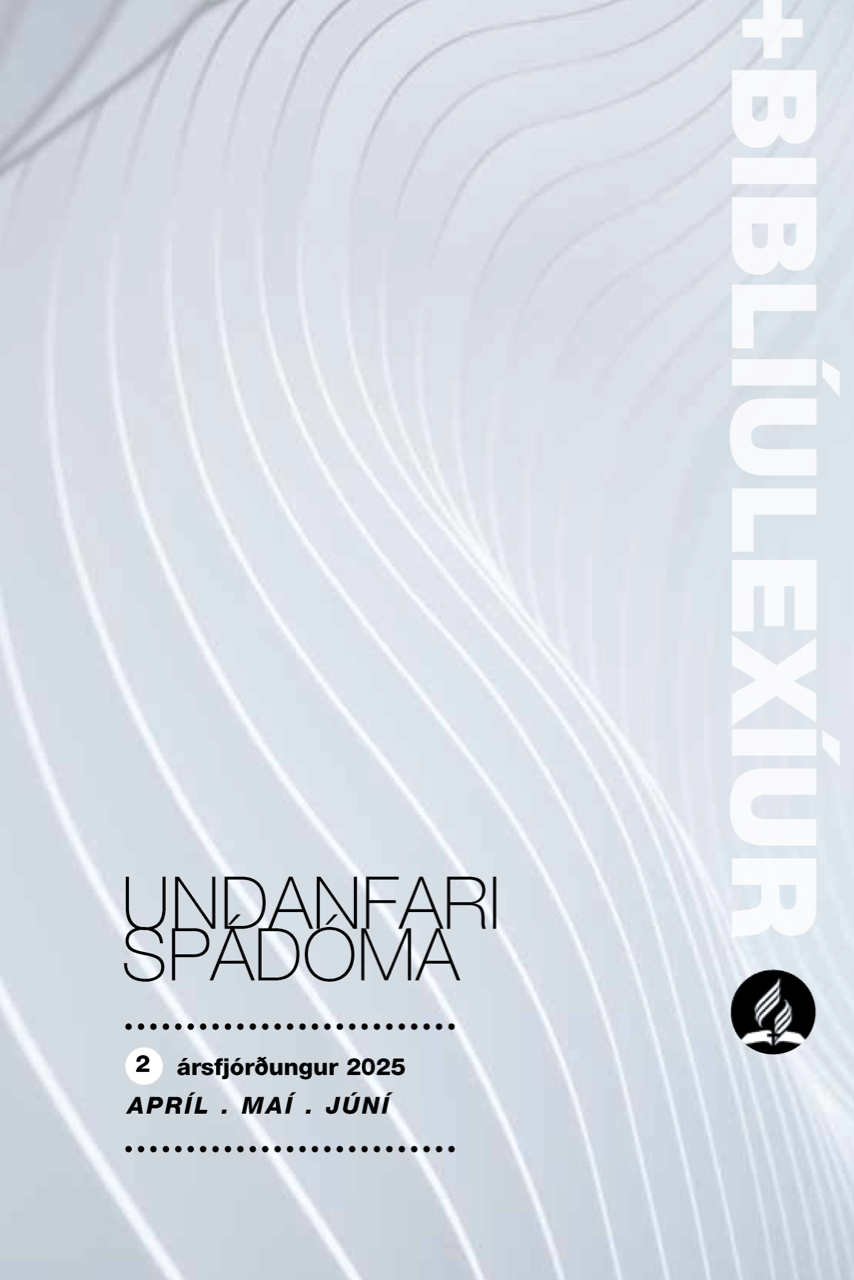 +BIBLÍULEXÍUR
UNDANFARI
SPÁDÓMA
2 ársfjórðungur 2025
APRÍL . MAÍ . JÚNÍ